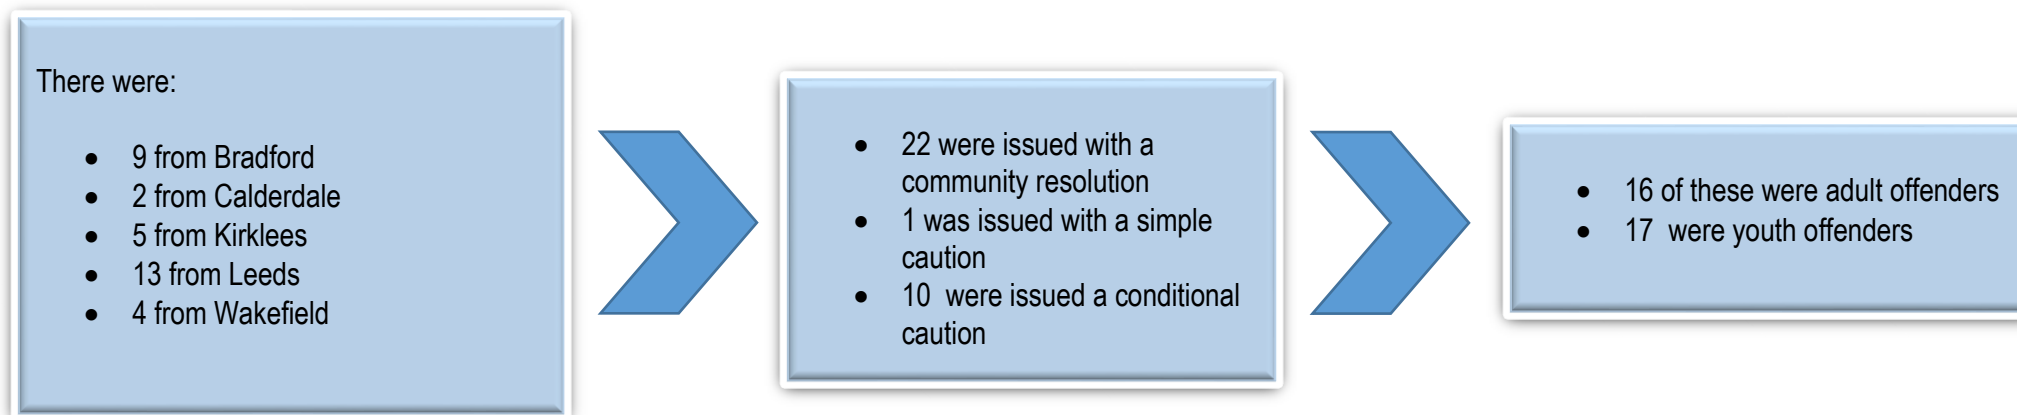 There were:
• 9 from Bradford
• 2 from Calderdale
• 5 from Kirklees
• 13 from Leeds
• 4 from Wakefield
• 22 were issued with a
community resolution
• 1 was issued with a simple
caution
• 10  were issued a conditional
caution
• 16 of these were adult offenders
• 17  were youth offenders